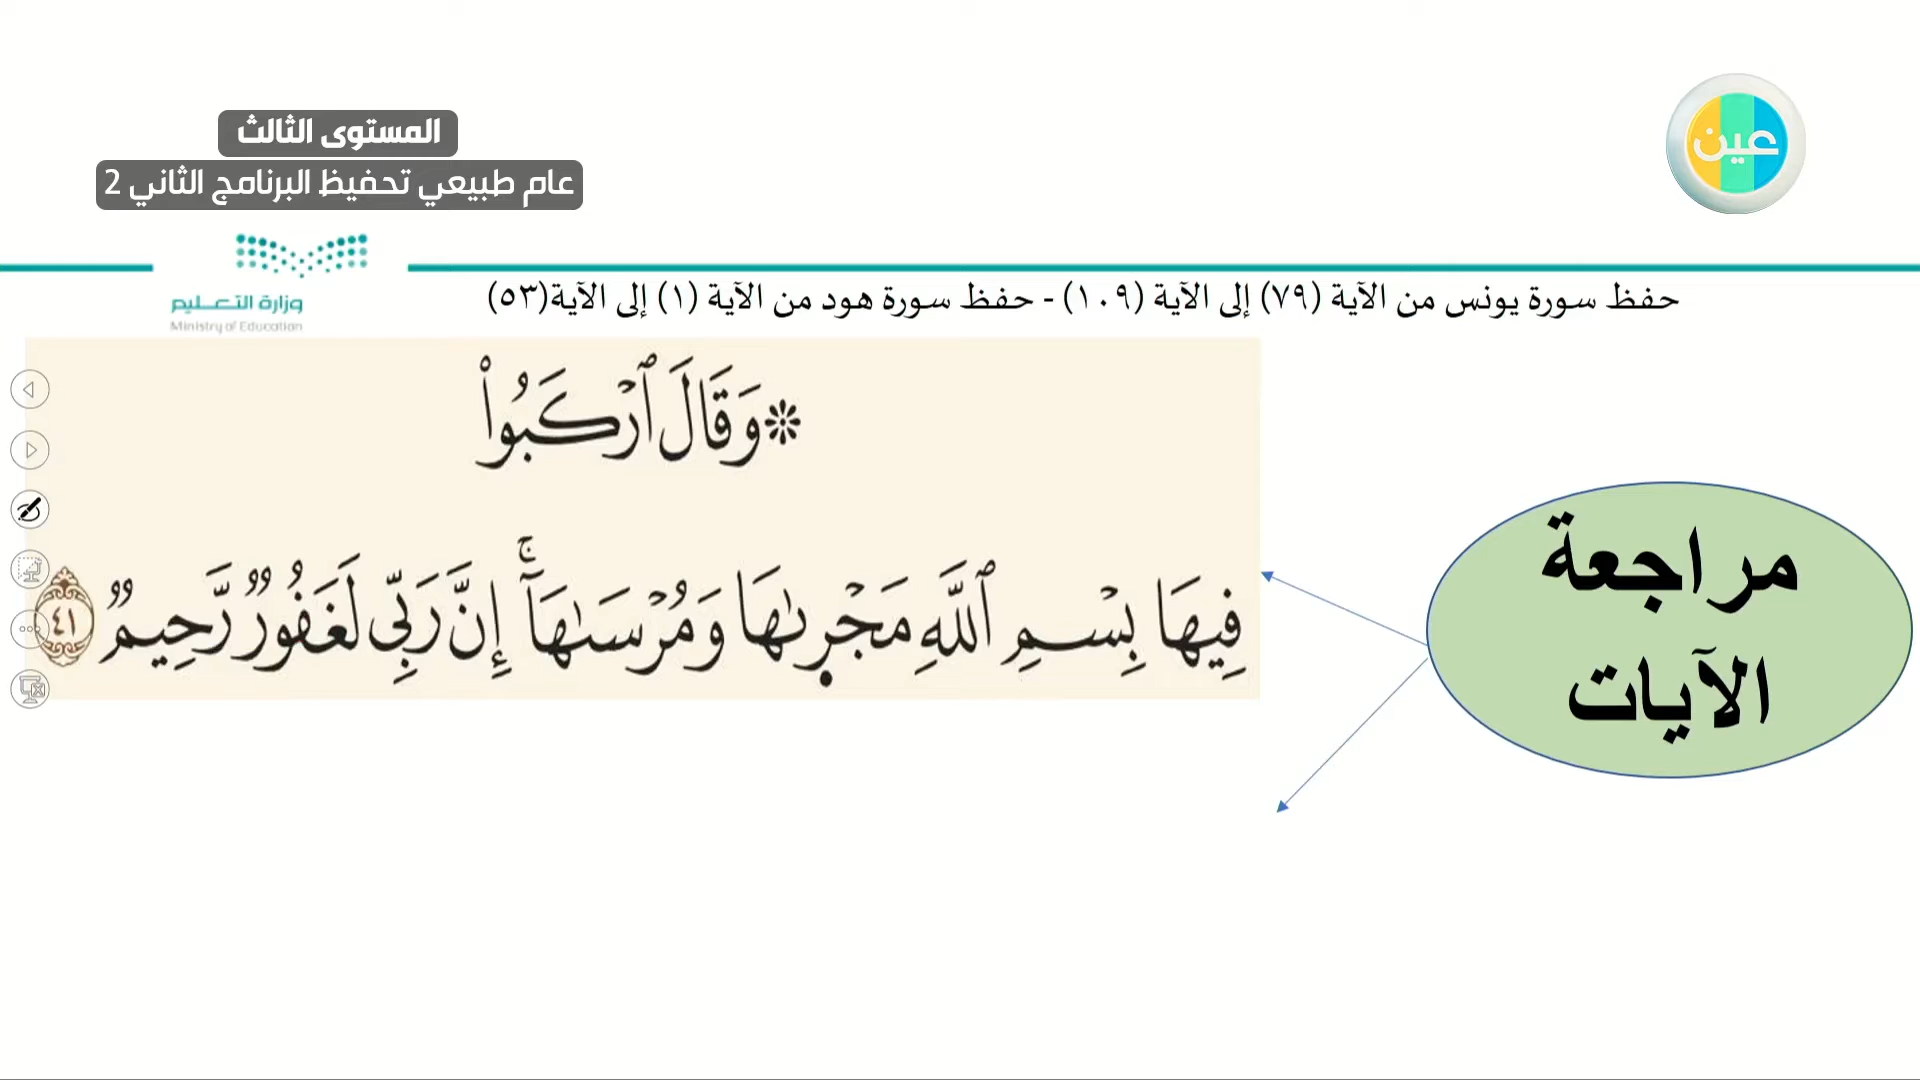 المستوى الثالث
عام طبيعي تحفيظ البرنامج الثاني 2
عين
وزارة التعليم
Ministry of Education
حفظ سورة يونس من الآية (٧٩) إلى الآية (١٠٩) - حفظ سورة هود من الآية (١) إلى الآية(٥٣)
۞وَقَالَ ٱرْكَبُوا۟
فِيهَا بِسْمِ ٱللَّهِ مَجْر۪ىٰهَا وَمُرْسَىٰهَآ ۚ إِنَّ رَبِّى لَغَفُورٌ رَّحِيمٌ ٤١
مراجعة
الآيات